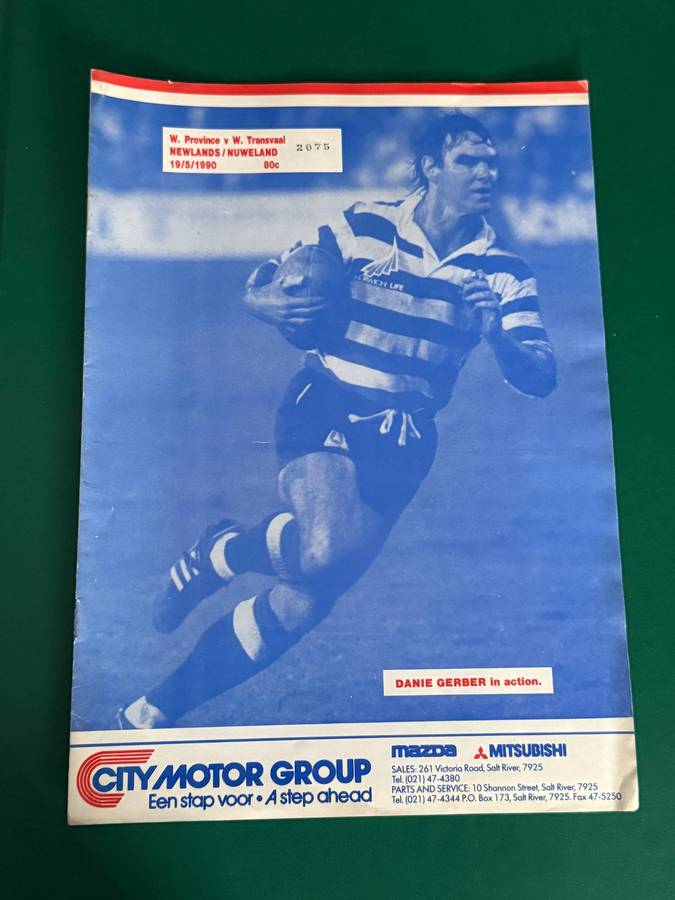 W. Province v W. Transvaal
NEWLANDS/NUWELAND 2075
19/5/1990 80c
NORWICH LIFE
DANIE GERBER in action.
CITY MOTOR GROUP
Een stap voor • A step ahead
mazda MITSUBISHI
SALES: 261 Victoria Road, Salt River, 7925
Tel. (021) 47-4380
PARTS AND SERVICE: 10 Shannon Street, Salt River, 7925
Tel. (021) 47-4344 P.O. Box 173, Salt River, 7925. Fax 47-5250